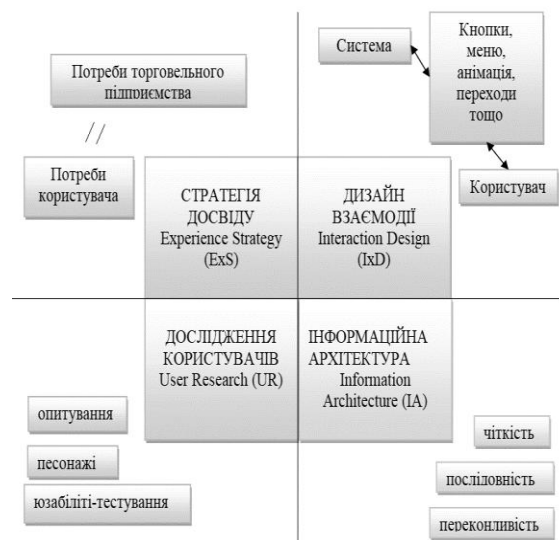 Потреби торговельного
підприємства
//
Потреби
користувача
СТРАТЕГІЯ
ДОСВІДУ
Experience Strategy
(ExS)
Система
Кнопки,
меню,
анімація,
переходи
тощо
Користувач
ДИЗАЙН
ВЗАЄМОДІЇ
Interaction Design
(IxD)
ДОСЛІДЖЕННЯ
КОРИСТУВАЧІВ
User Research (UR)
опитування
песонажі
юзабіліті-тестування
ІНФОРМАЦІЙНА
АРХІТЕКТУРА
Information
Architecture (IA)
чіткість
послідовність
переконливість